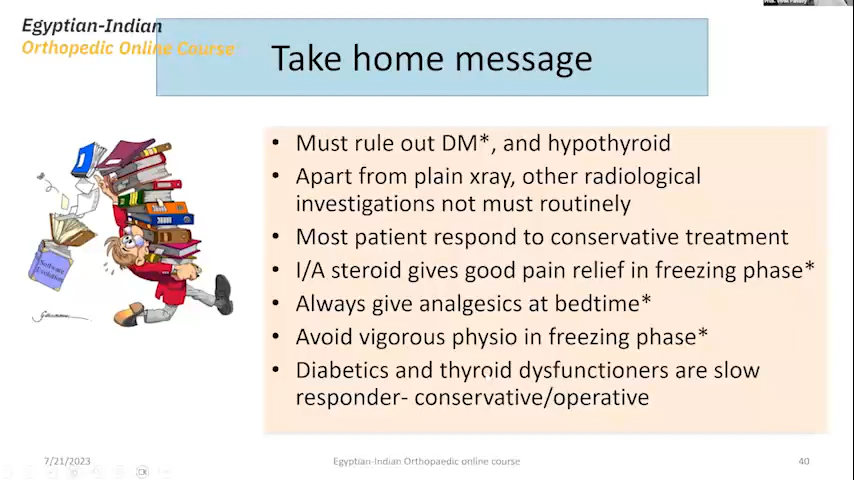 Egyptian-Indian
Orthopedic Online Course
Take home message
• Must rule out DM*, and hypothyroid
• Apart from plain xray, other radiological
investigations not must routinely
• Most patient respond to conservative treatment
• I/A steroid gives good pain relief in freezing phase*
• Always give analgesics at bedtime*
• Avoid vigorous physio in freezing phase*
• Diabetics and thyroid dysfunctioners are slow
responder- conservative/operative
Software
Evolution
7/21/2023
Egyptian-Indian Orthopaedic online course
40